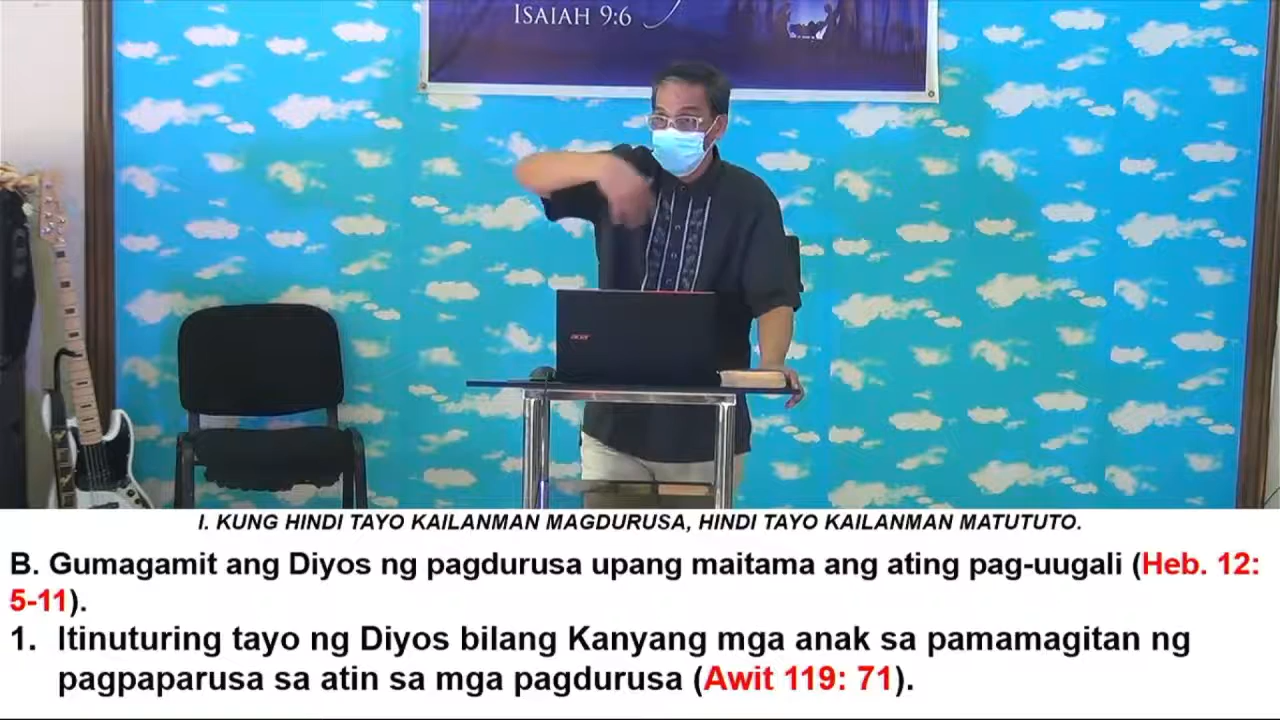 ISAIAH 9:6
acer
I. KUNG HINDI TAYO KAILANMAN MAGDURUSA, HINDI TAYO KAILANMAN MATUTUTO.
B. Gumagamit ang Diyos ng pagdurusa upang maitama ang ating pag-uugali (Heb. 12:
5-11).
1. Itinuturing tayo ng Diyos bilang Kanyang mga anak sa pamamagitan ng
pagpaparusa sa atin sa mga pagdurusa (Awit 119: 71).